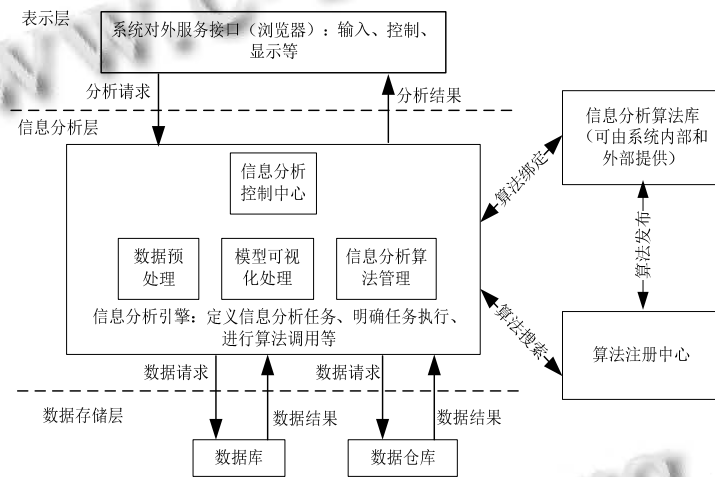 表示层
系统对外服务接口（浏览器）：输入、控制、
显示等
分析请求
分析结果
信息分析层
信息分析
控制中心
数据预
处理
模型可视
化处理
信息分析算
法管理
信息分析引擎：定义信息分析任务、明确任务执行、
进行算法调用等
算法绑定
信息分析算法库
（可由系统内部和
外部提供）
算法发布
算法搜索
算法注册中心
数据请求
数据请求
数据存储层
数据结果
数据结果
数据库
数据仓库